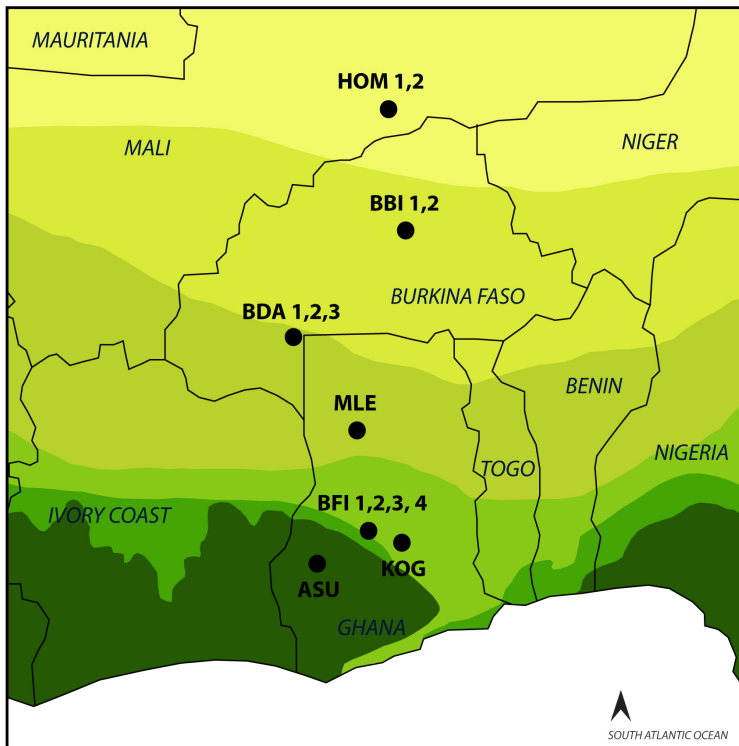 MAURITANIA
HOM 1,2
MALI
NIGER
BBI 1,2
BURKINA FASO
BDA 1,2,3
BENIN
MLE
TOGO
NIGERIA
BFI 1,2,3, 4
IVORY COAST
KOG
ASU
GHANA
SOUTH ATLANTIC OCEAN